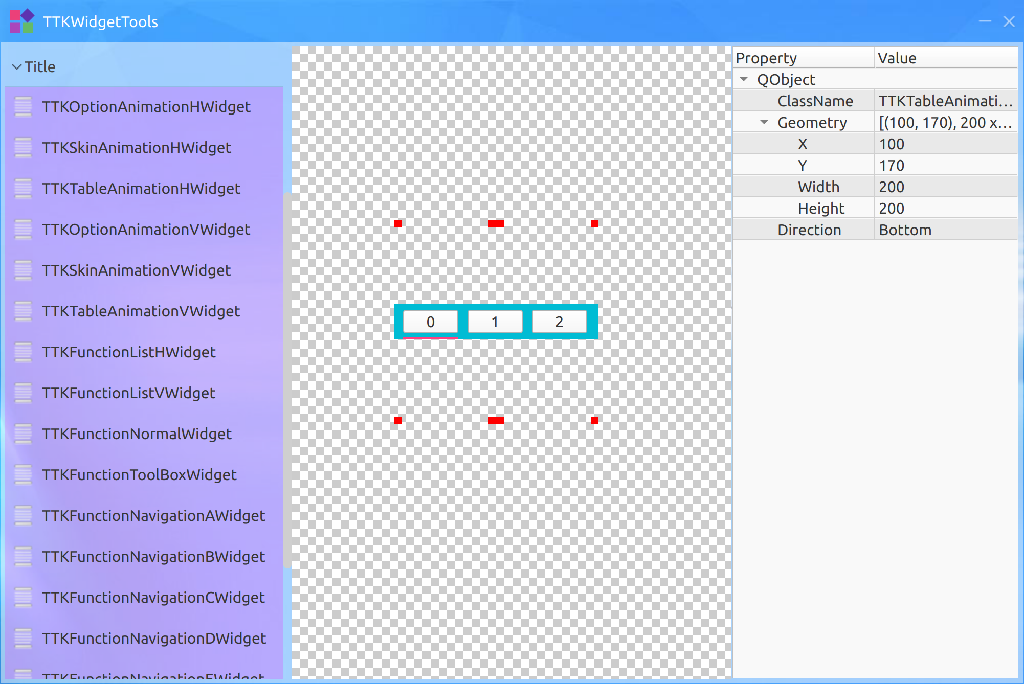 TTKWidgetTools
Title
TTKOptionAnimationHWidget
TTKSkinAnimationHWidget
TTKTableAnimationHWidget
TTKOptionAnimationVWidget
TTKSkinAnimationVWidget
TTKTableAnimationVWidget
TTKFunctionListHWidget
TTKFunctionListVWidget
TTKFunctionNormalWidget
TTKFunctionToolBoxWidget
TTKFunctionNavigationAWidget
TTKFunctionNavigationBWidget
TTKFunctionNavigationCWidget
TTKFunctionNavigationDWidget
TTKFunctionNavigationEWidget
0 1 2
Property Value
QObject
ClassName TTKTableAnimati...
Geometry [(100, 170), 200 x...
X 100
Y 170
Width 200
Height 200
Direction Bottom